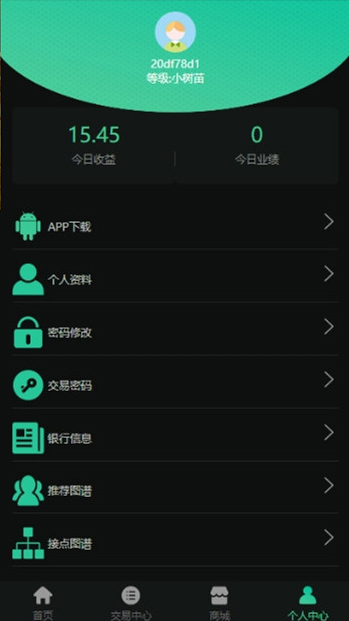 20df78d1
等级:小树苗
15.45
0
今日收益
今日业绩
APP下载
个人资料
密码修改
交易密码
银行信息
推荐图谱
接点图谱
首页
交易中心
商城
个人中心